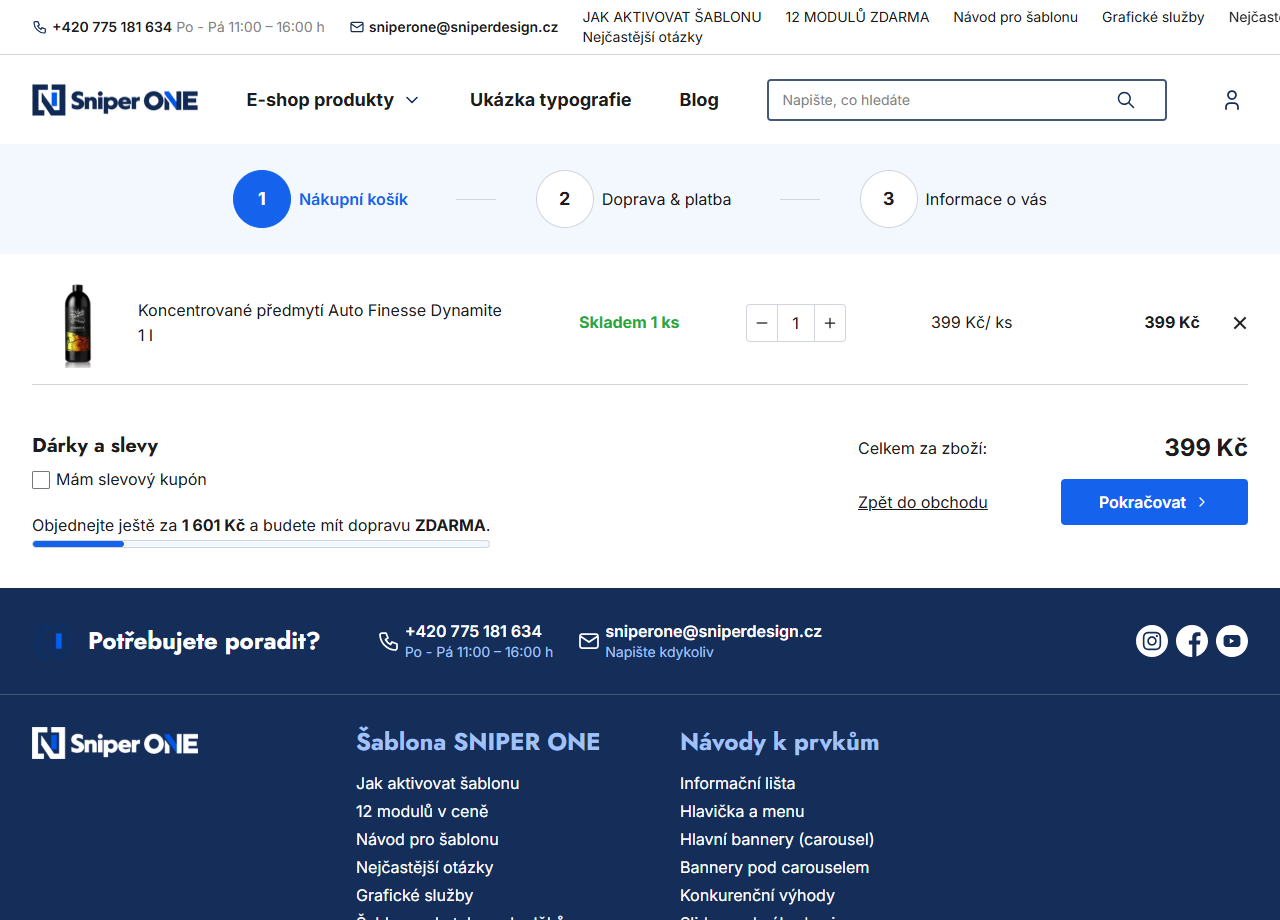 +420 775 181 634 Po - Pá 11:00 – 16:00 h
sniperone@sniperdesign.cz
JAK AKTIVOVAT ŠABLONU
12 MODULŮ ZDARMA
Návod pro šablonu
Grafické služby
Nejčastější otázky
Sniper ONE
E-shop produkty
Ukázka typografie
Blog
Napište, co hledáte
1 Nákupní košík
2 Doprava & platba
3 Informace o vás
Koncentrované předmytí Auto Finesse Dynamite
1 l
Skladem 1 ks
− 1 +
399 Kč/ ks
399 Kč
Dárky a slevy
Mám slevový kupón
Objednejte ještě za 1 601 Kč a budete mít dopravu ZDARMA.
Celkem za zboží:
399 Kč
Zpět do obchodu
Pokračovat
Potřebujete poradit?
+420 775 181 634
Po - Pá 11:00 – 16:00 h
sniperone@sniperdesign.cz
Napište kdykoliv
Sniper ONE
Šablona SNIPER ONE
Jak aktivovat šablonu
12 modulů v ceně
Návod pro šablonu
Nejčastější otázky
Grafické služby
Návody k prvkům
Informační lišta
Hlavička a menu
Hlavní bannery (carousel)
Bannery pod carouselem
Konkurenční výhody